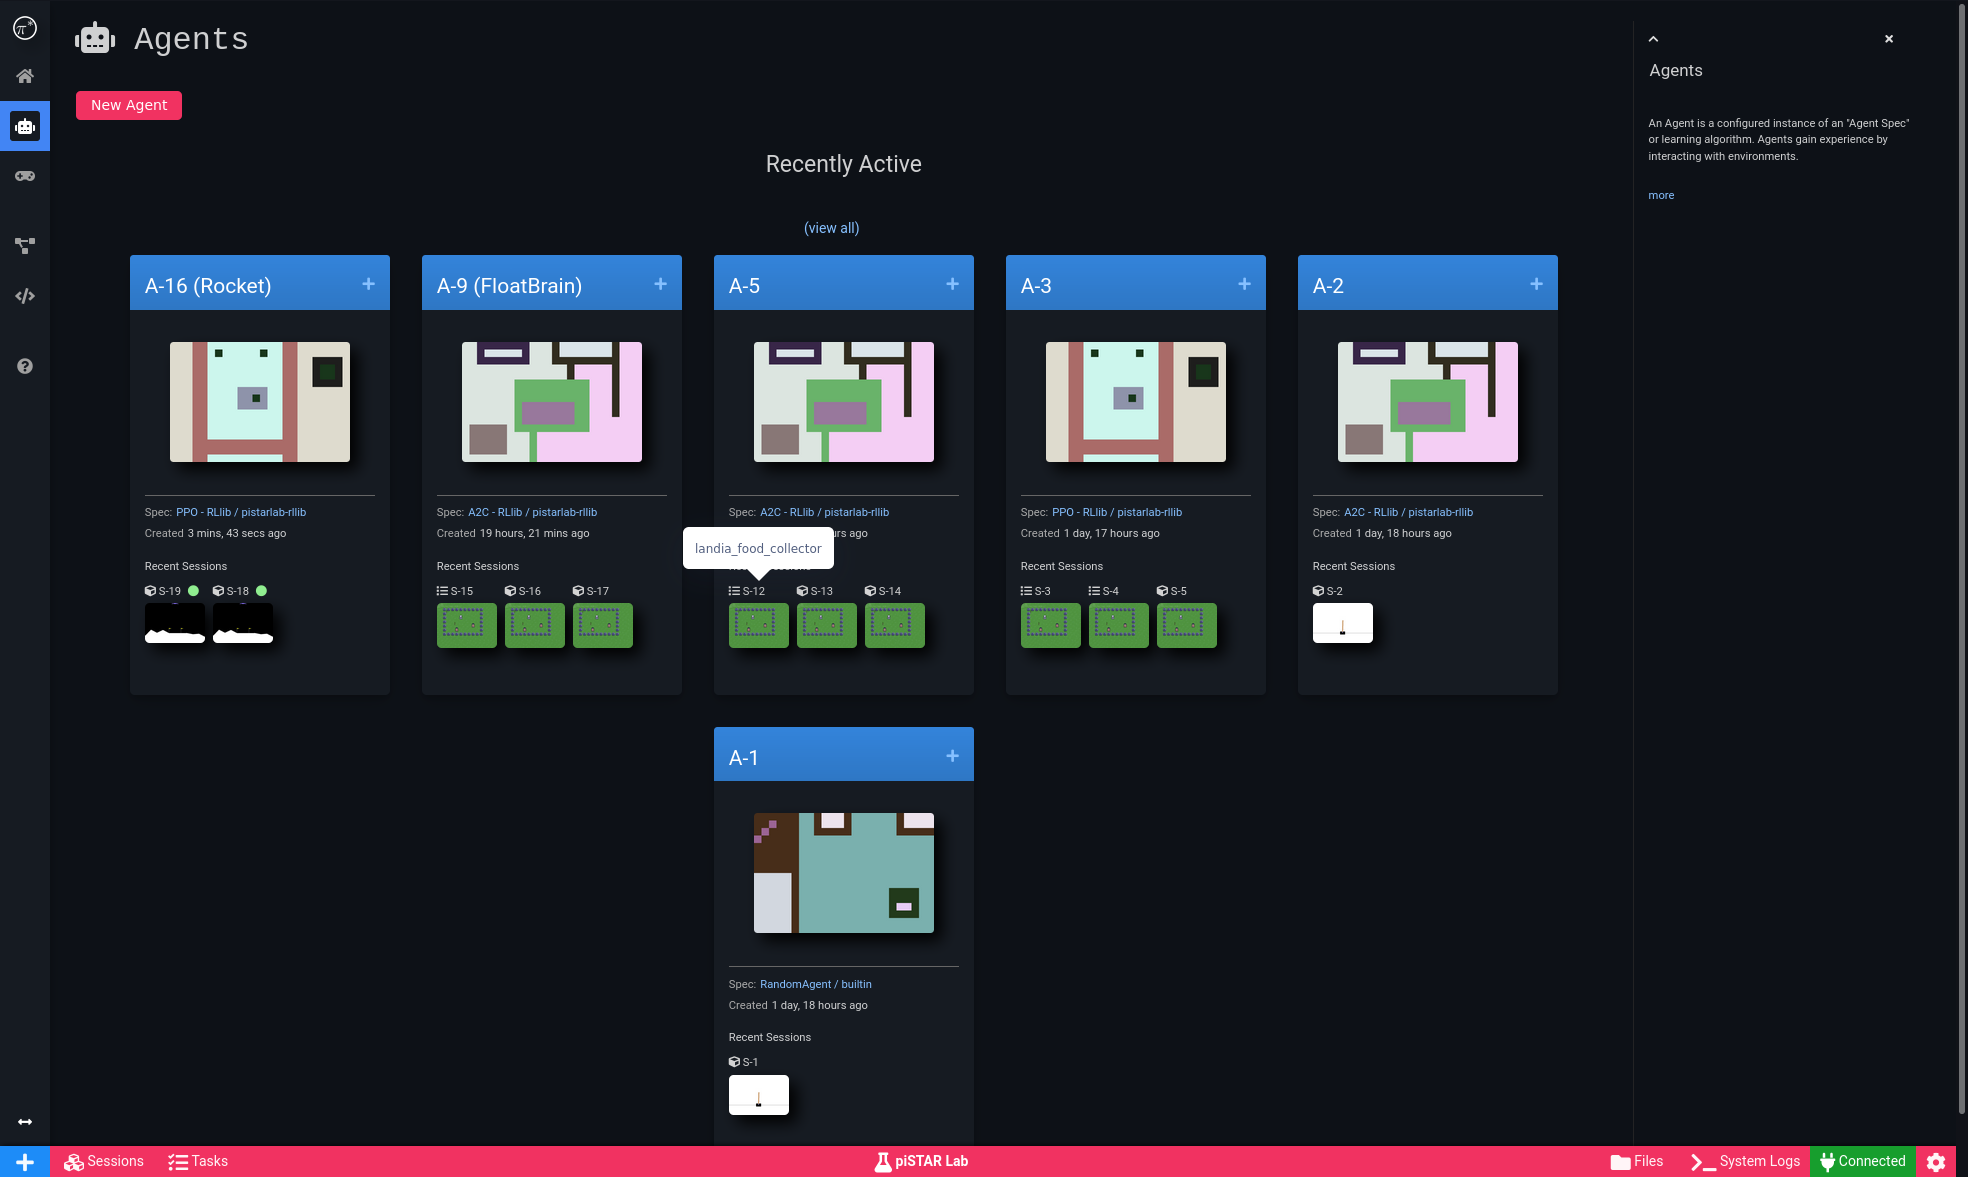 π*
Agents
New Agent
Recently Active
(view all)
A-16 (Rocket)
Spec: PPO - RLlib / pistarlab-rllib
Created 3 mins, 43 secs ago
Recent Sessions
S-19 S-18
A-9 (FloatBrain)
Spec: A2C - RLlib / pistarlab-rllib
Created 19 hours, 21 mins ago
Recent Sessions
S-15 S-16 S-17
A-5
Spec: A2C - RLlib / pistarlab-rllib
landia_food_collector
S-12 S-13 S-14
A-3
Spec: PPO - RLlib / pistarlab-rllib
Created 1 day, 17 hours ago
Recent Sessions
S-3 S-4 S-5
A-2
Spec: A2C - RLlib / pistarlab-rllib
Created 1 day, 18 hours ago
Recent Sessions
S-2
A-1
Spec: RandomAgent / builtin
Created 1 day, 18 hours ago
Recent Sessions
S-1
Agents
An Agent is a configured instance of an "Agent Spec"
or learning algorithm. Agents gain experience by
interacting with environments.
more
Sessions Tasks piSTAR Lab Files System Logs Connected